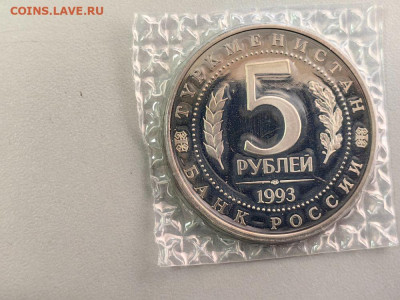 COINS.LAVE.RU
ТУРКМЕНИСТАН
5
РУБЛЕЙ
1993
БАНК РОССИИ